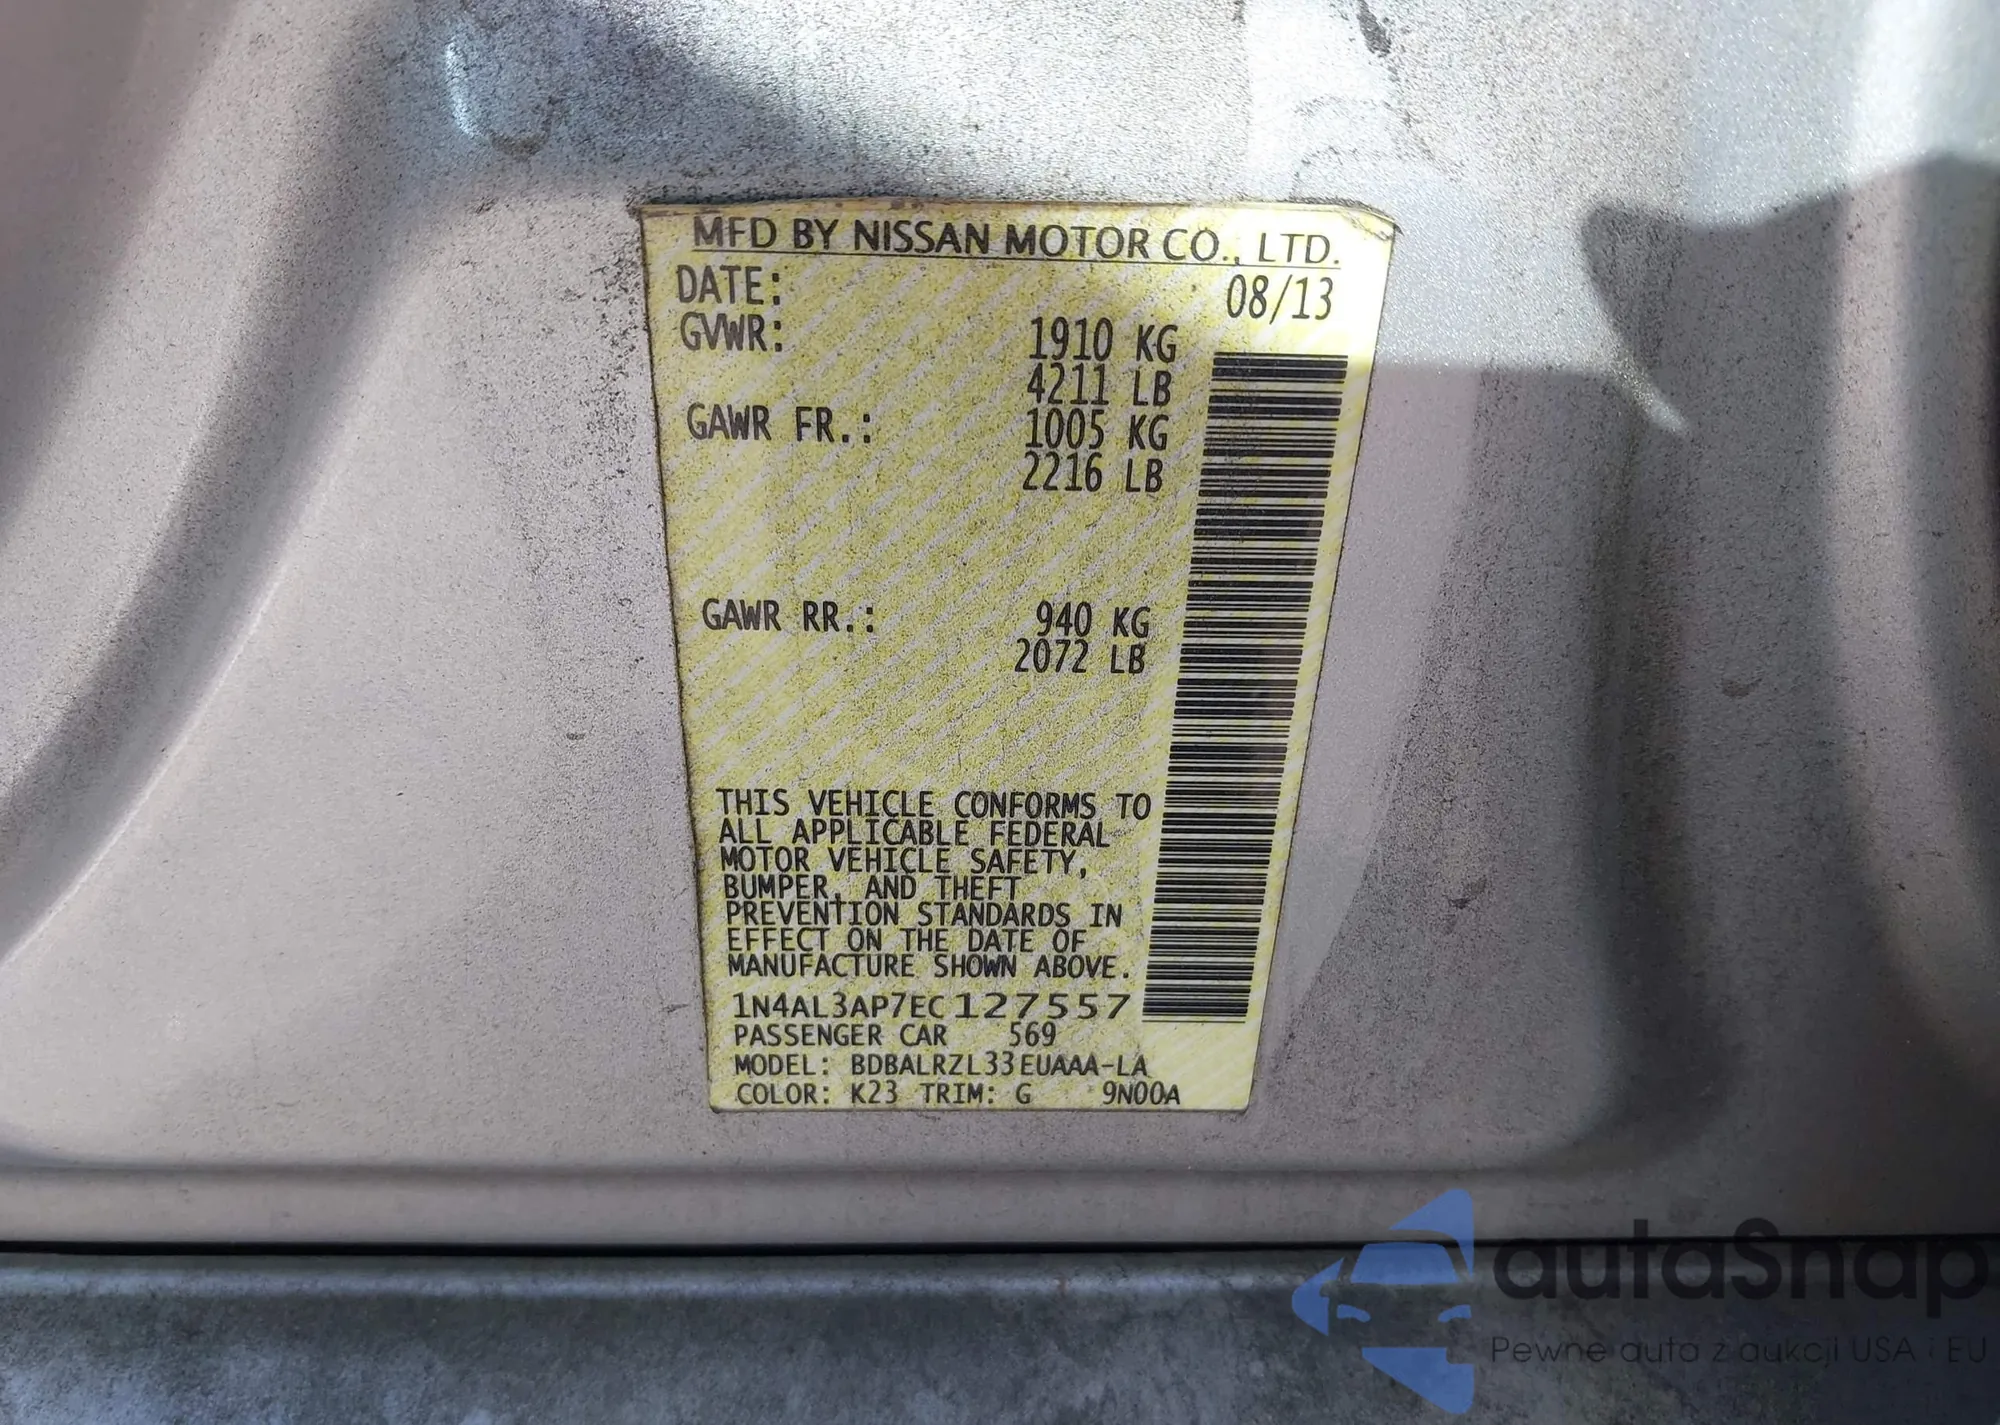 MFD BY NISSAN MOTOR CO., LTD.
DATE: 08/13
GVWR: 1910 KG
4211 LB
GAWR FR.: 1005 KG
2216 LB
GAWR RR.: 940 KG
2072 LB
THIS VEHICLE CONFORMS TO
ALL APPLICABLE FEDERAL
MOTOR VEHICLE SAFETY,
BUMPER, AND THEFT
PREVENTION STANDARDS IN
EFFECT ON THE DATE OF
MANUFACTURE SHOWN ABOVE.
1N4AL3AP7EC127557
PASSENGER CAR 569
MODEL: BDBALRZL33EUAAA-LA
COLOR: K23 TRIM: G 9N00A
autaSnap
Pewne auta z aukcji USA i EU